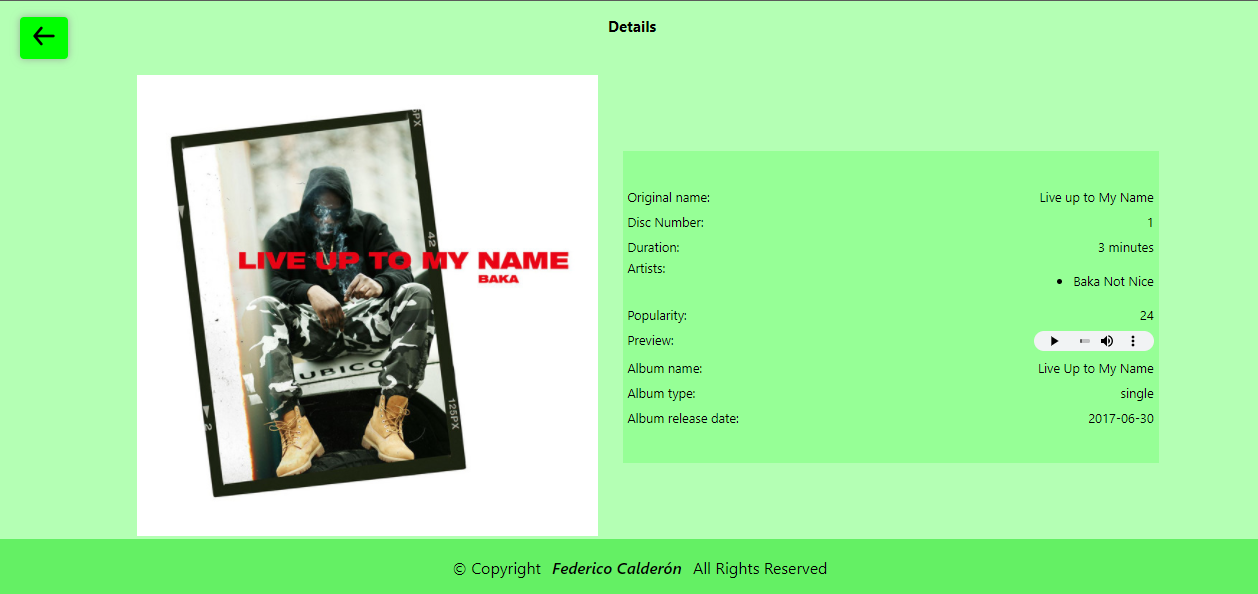 Details
5PX
42
LIVE UP TO MY NAME
BAKA
UBICO
125PX
2
Original name: Live up to My Name
Disc Number: 1
Duration: 3 minutes
Artists:
• Baka Not Nice
Popularity: 24
Preview:
Album name: Live Up to My Name
Album type: single
Album release date: 2017-06-30
© Copyright Federico Calderón All Rights Reserved